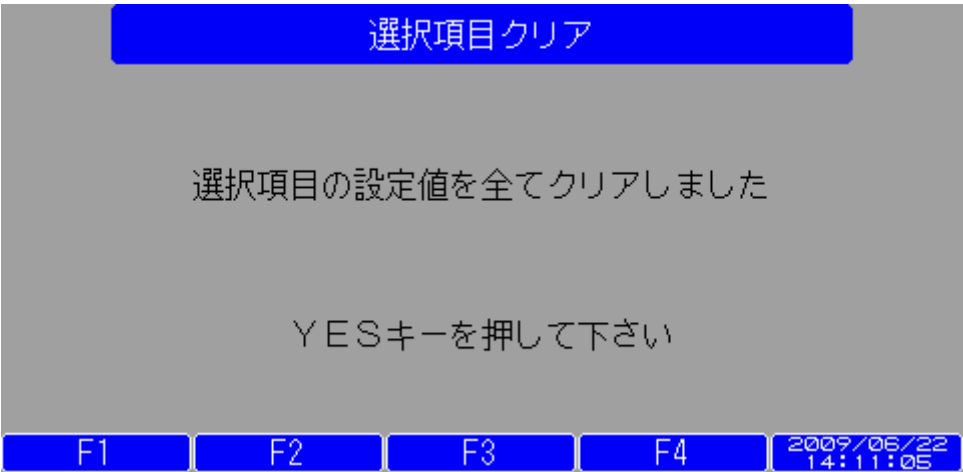 選択項目クリア
選択項目の設定値を全てクリアしました
ＹＥＳキーを押して下さい
F1 F2 F3 F4 2009/06/22
14:11:05